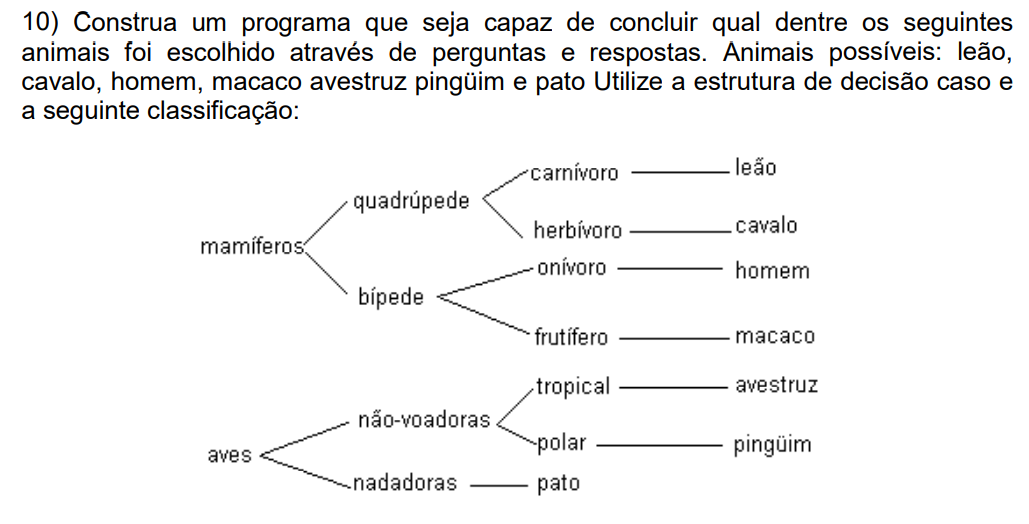 10) Construa um programa que seja capaz de concluir qual dentre os seguintes
animais foi escolhido através de perguntas e respostas. Animais possíveis: leão,
cavalo, homem, macaco avestruz pingüim e pato Utilize a estrutura de decisão caso e
a seguinte classificação:
carnívoro leão
quadrúpede
herbívoro cavalo
mamíferos
onívoro homem
bípede
frutífero macaco
tropical avestruz
não-voadoras
polar pingüim
aves
nadadoras pato